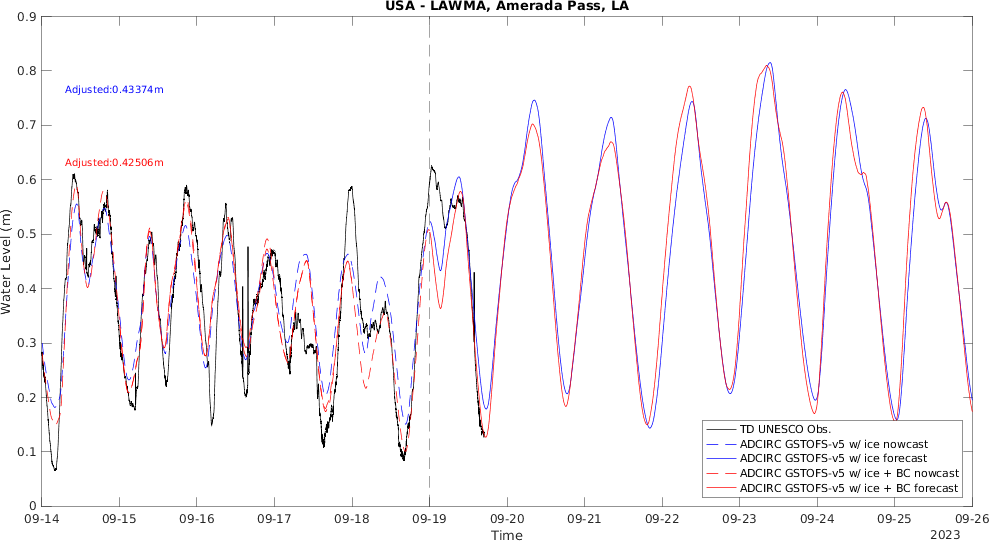 USA - LAWMA, Amerada Pass, LA
0.9
0.8
0.7
0.6
0.5
0.4
0.3
0.2
0.1
0
Water Level (m)
Adjusted:0.43374m
Adjusted:0.42506m
TD UNESCO Obs.
ADCIRC GSTOFS-v5 w/ ice nowcast
ADCIRC GSTOFS-v5 w/ ice forecast
ADCIRC GSTOFS-v5 w/ ice + BC nowcast
ADCIRC GSTOFS-v5 w/ ice + BC forecast
09-14 09-15 09-16 09-17 09-18 09-19 09-20 09-21 09-22 09-23 09-24 09-25 09-26
Time
2023